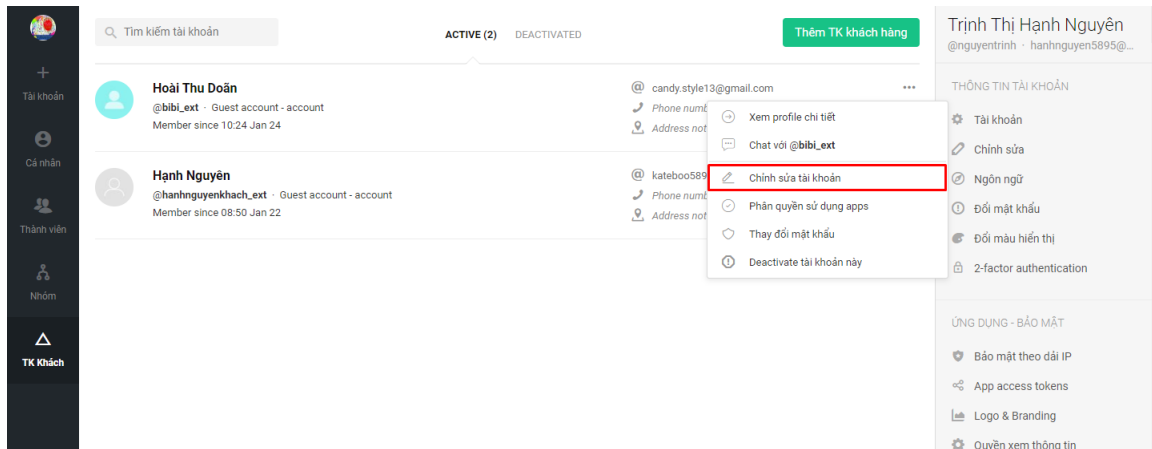 Tài khoản
Cá nhân
Thành viên
Nhóm
TK Khách
Tìm kiếm tài khoản
ACTIVE (2) DEACTIVATED
Thêm TK khách hàng
Hoài Thu Doãn
@bibi_ext · Guest account - account
Member since 10:24 Jan 24
candy.style13@gmail.com
Phone numb
Address not
Hạnh Nguyên
@hanhnguyenkhach_ext · Guest account - account
Member since 08:50 Jan 22
kateboo589
Phone numb
Address not
Xem profile chi tiết
Chat với @bibi_ext
Chỉnh sửa tài khoản
Phân quyền sử dụng apps
Thay đổi mật khẩu
Deactivate tài khoản này
Trịnh Thị Hạnh Nguyên
@nguyentrinh · hanhnguyen5895@...
THÔNG TIN TÀI KHOẢN
Tài khoản
Chỉnh sửa
Ngôn ngữ
Đổi mật khẩu
Đổi màu hiển thị
2-factor authentication
ỨNG DỤNG - BẢO MẬT
Bảo mật theo dải IP
App access tokens
Logo & Branding
Quyền xem thông tin